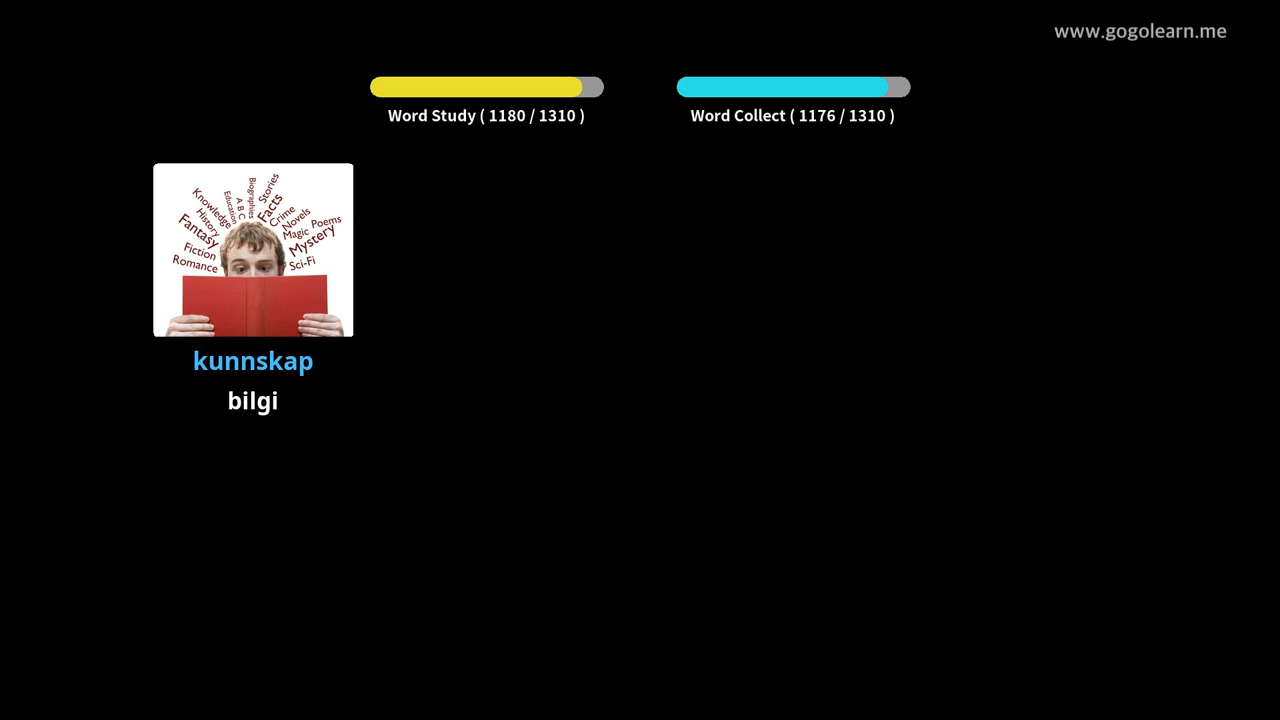 www.gogolearn.me
Word Study ( 1180 / 1310 )
Word Collect ( 1176 / 1310 )
Knowledge
History
Fantasy
Fiction
Romance
Education
A B C
Biographies
Stories
Facts
Crime
Novels
Magic
Poems
Mystery
Sci-Fi
kunnskap
bilgi